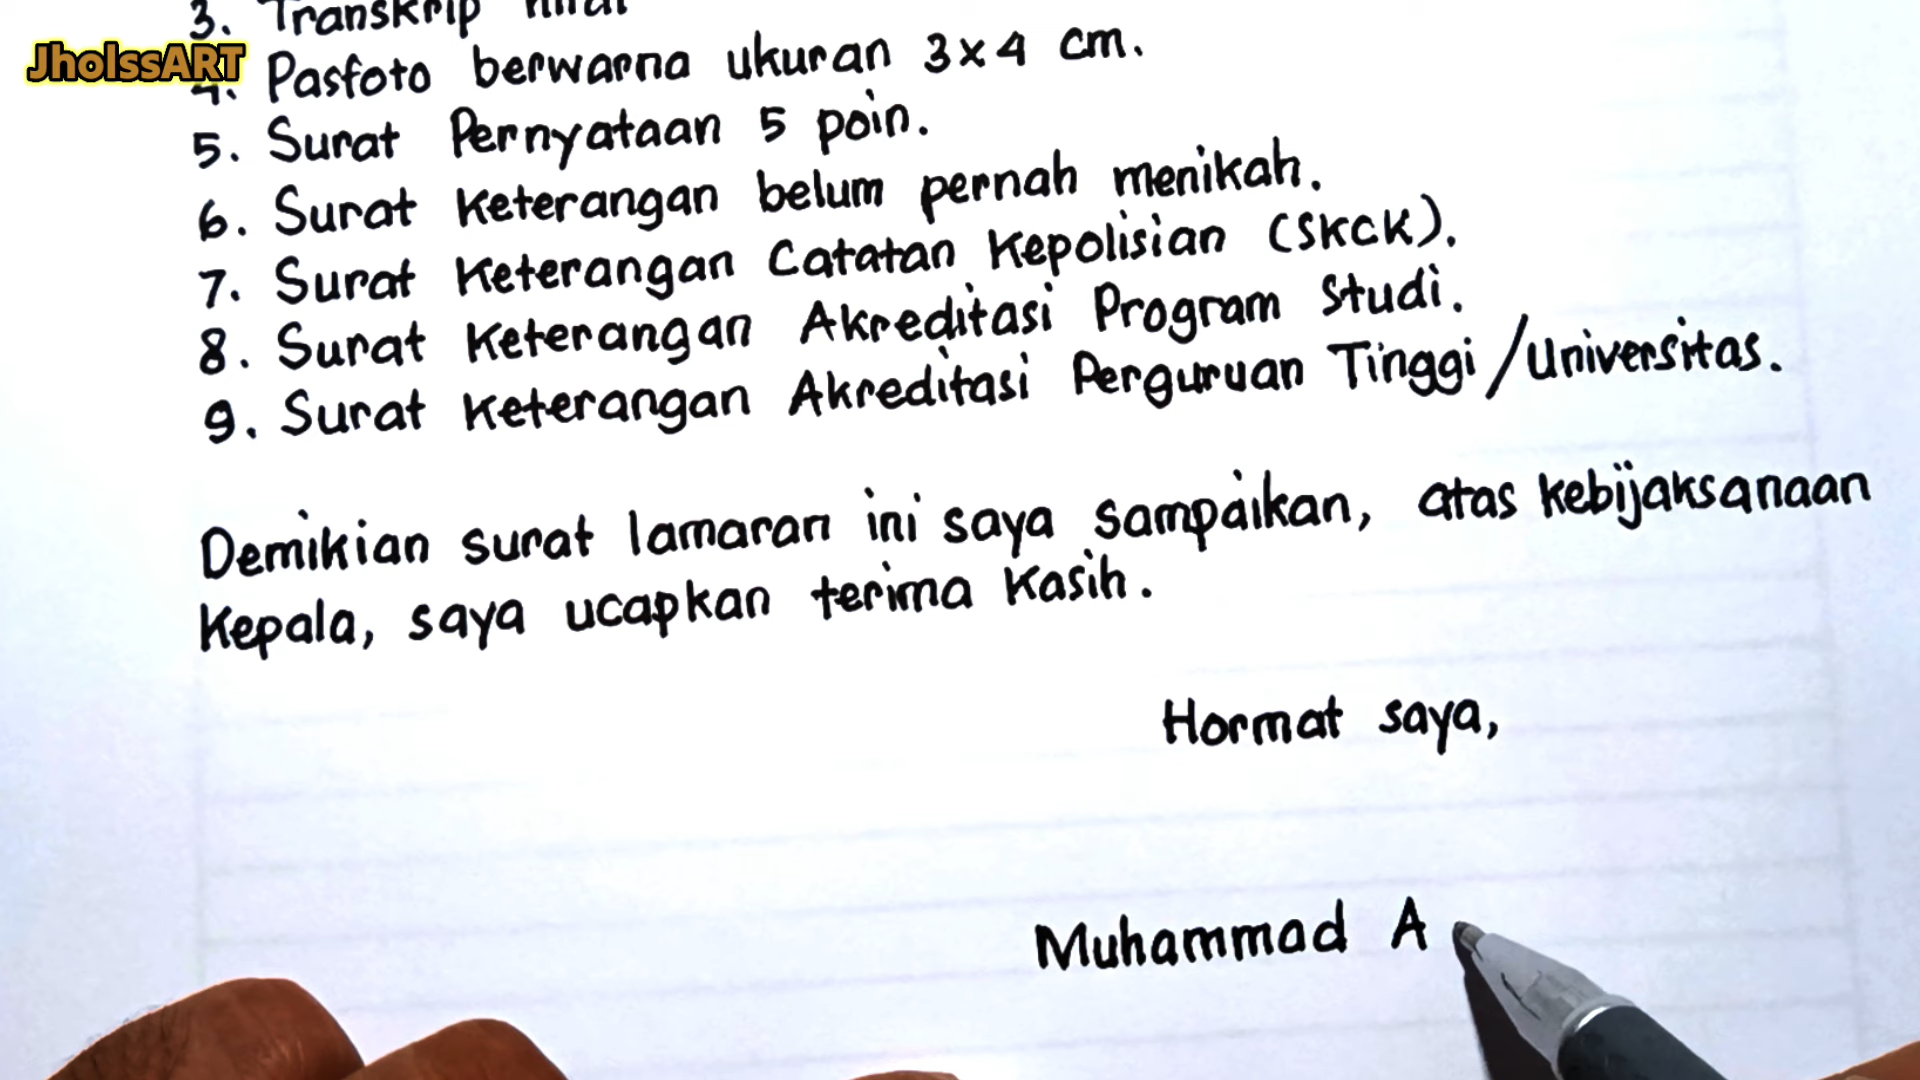 3. Transkrip nilai
JholssART
4. Pasfoto berwarna ukuran 3x4 cm.
5. Surat Pernyataan 5 poin.
6. Surat Keterangan belum pernah menikah.
7. Surat Keterangan Catatan Kepolisian (SKCK).
8. Surat Keterangan Akreditasi Program Studi.
9. Surat Keterangan Akreditasi Perguruan Tinggi/Universitas.
Demikian surat lamaran ini saya sampaikan, atas kebijaksanaan
Kepala, saya ucapkan terima kasih.
Hormat saya,
Muhammad A